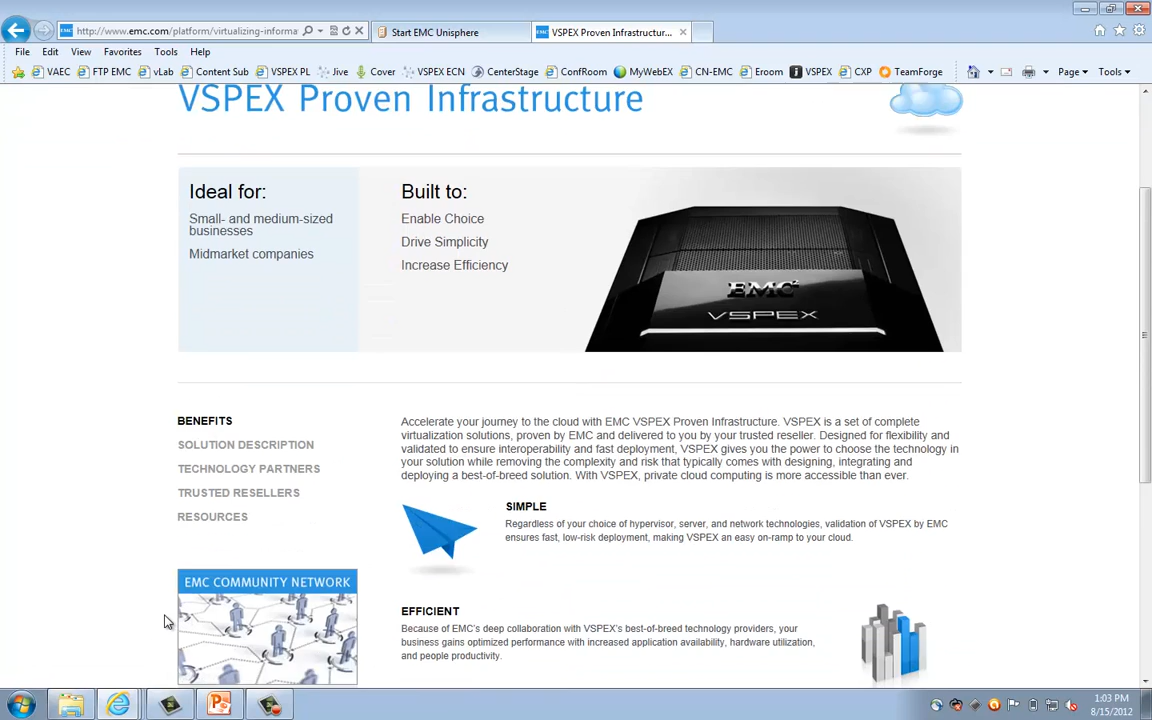 http://www.emc.com/platform/virtualizing-informa
Start EMC Unisphere
VSPEX Proven Infrastructur...
File Edit View Favorites Tools Help
VAEC FTP EMC vLab Content Sub VSPEX PL Jive Cover VSPEX ECN CenterStage ConfRoom MyWebEX CN-EMC Eroom VSPEX CXP TeamForge Page Tools
VSPEX Proven Infrastructure
Ideal for:
Small- and medium-sized
businesses
Midmarket companies
Built to:
Enable Choice
Drive Simplicity
Increase Efficiency
EMC²
VSPEX
BENEFITS
SOLUTION DESCRIPTION
TECHNOLOGY PARTNERS
TRUSTED RESELLERS
RESOURCES
EMC COMMUNITY NETWORK
Accelerate your journey to the cloud with EMC VSPEX Proven Infrastructure. VSPEX is a set of complete
virtualization solutions, proven by EMC and delivered to you by your trusted reseller. Designed for flexibility and
validated to ensure interoperability and fast deployment, VSPEX gives you the power to choose the technology in
your solution while removing the complexity and risk that typically comes with designing, integrating and
deploying a best-of-breed solution. With VSPEX, private cloud computing is more accessible than ever.
SIMPLE
Regardless of your choice of hypervisor, server, and network technologies, validation of VSPEX by EMC
ensures fast, low-risk deployment, making VSPEX an easy on-ramp to your cloud.
EFFICIENT
Because of EMC's deep collaboration with VSPEX's best-of-breed technology providers, your
business gains optimized performance with increased application availability, hardware utilization,
and people productivity.
1:03 PM
8/15/2012